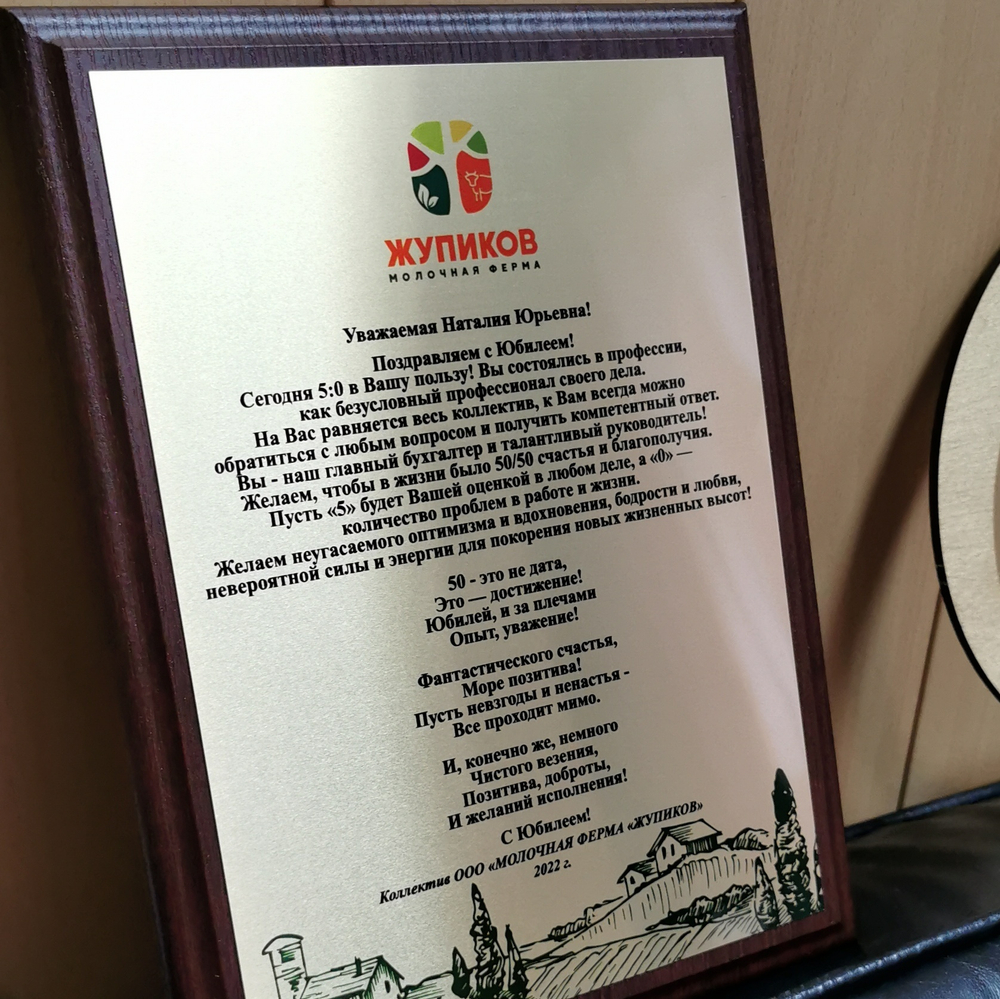 ЖУПИКОВ
МОЛОЧНАЯ ФЕРМА
Уважаемая Наталия Юрьевна!
Поздравляем с Юбилеем!
Сегодня 5:0 в Вашу пользу! Вы состоялись в профессии,
как безусловный профессионал своего дела.
На Вас равняется весь коллектив, к Вам всегда можно
обратиться с любым вопросом и получить компетентный ответ.
Вы - наш главный бухгалтер и талантливый руководитель!
Желаем, чтобы в жизни было 50/50 счастья и благополучия.
Пусть «5» будет Вашей оценкой в любом деле, а «0» —
количество проблем в работе и жизни.
Желаем неугасаемого оптимизма и вдохновения, бодрости и любви,
невероятной силы и энергии для покорения новых жизненных высот!
50 - это не дата,
Это — достижение!
Юбилей, и за плечами
Опыт, уважение!
Фантастического счастья,
Море позитива!
Пусть невзгоды и ненастья -
Все проходит мимо.
И, конечно же, немного
Чистого везения,
Позитива, доброты,
И желаний исполнения!
С Юбилеем!
Коллектив ООО «МОЛОЧНАЯ ФЕРМА «ЖУПИКОВ»
2022 г.